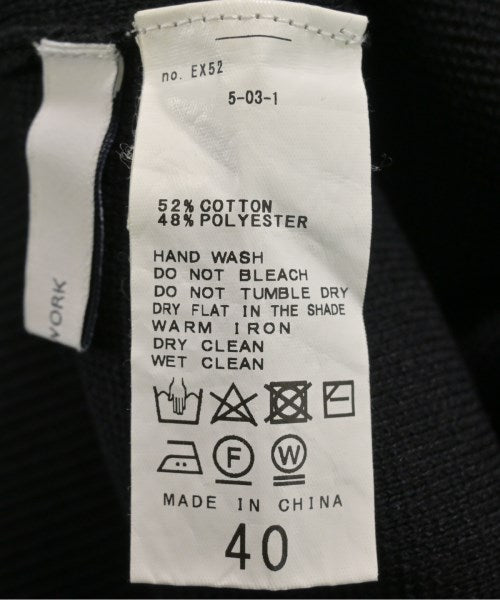 no. EX52
5-03-1
52% COTTON
48% POLYESTER
HAND WASH
DO NOT BLEACH
DO NOT TUMBLE DRY
DRY FLAT IN THE SHADE
WARM IRON
DRY CLEAN
WET CLEAN
F
W
MADE IN CHINA
40
YORK